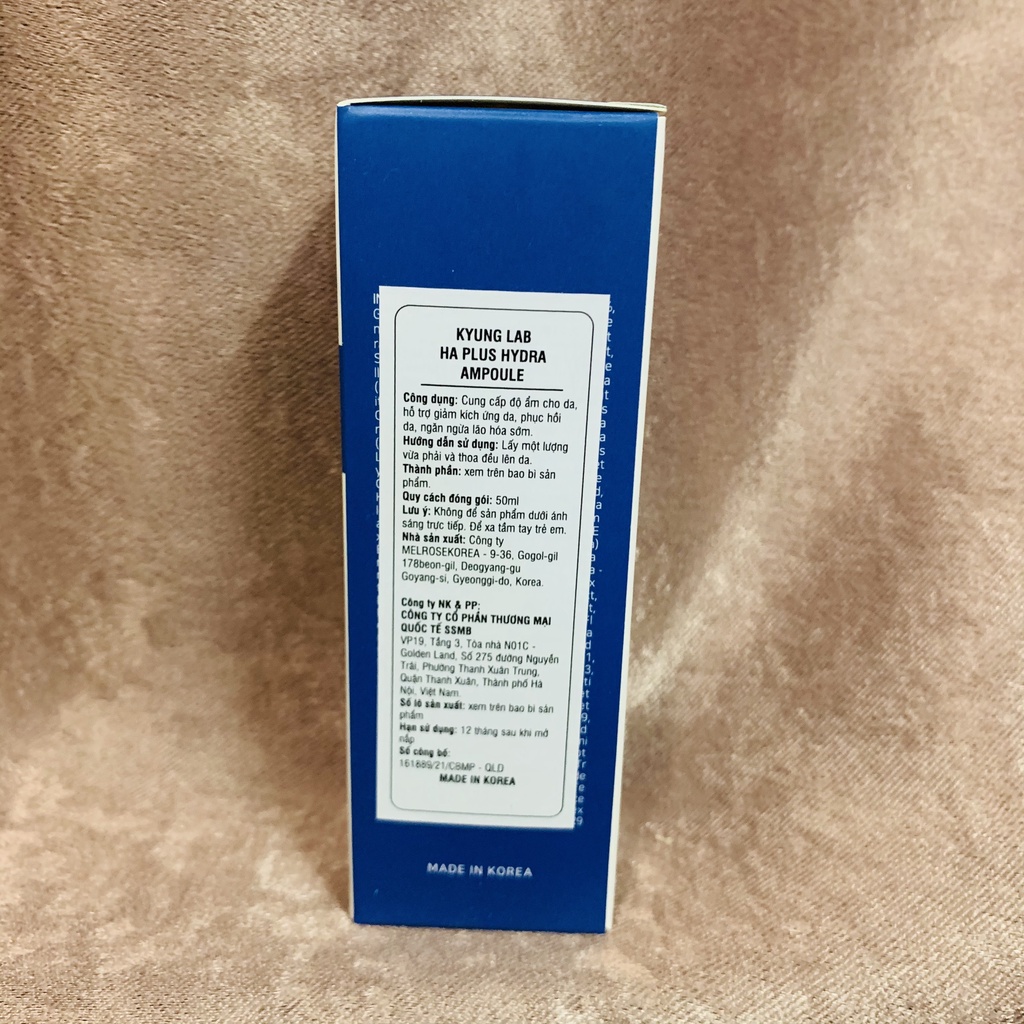 KYUNG LAB
HA PLUS HYDRA
AMPOULE
Công dụng: Cung cấp độ ẩm cho da,
hỗ trợ giảm kích ứng da, phục hồi
da, ngăn ngừa lão hóa sớm.
Hướng dẫn sử dụng: Lấy một lượng
vừa phải và thoa đều lên da.
Thành phần: xem trên bao bì sản
phẩm.
Quy cách đóng gói: 50ml
Lưu ý: Không để sản phẩm dưới ánh
sáng trực tiếp. Để xa tầm tay trẻ em.
Nhà sản xuất: Công ty
MELROSEKOREA - 9-36, Gogol-gil
178beon-gil, Deogyang-gu
Goyang-si, Gyeonggi-do, Korea.
Công ty NK & PP:
CÔNG TY CỔ PHẦN THƯƠNG MẠI
QUỐC TẾ SSMB
VP19, Tầng 3, Tòa nhà N01C -
Golden Land, Số 275 đường Nguyễn
Trãi, Phường Thanh Xuân Trung,
Quận Thanh Xuân, Thành phố Hà
Nội, Việt Nam
Số lô sản xuất: xem trên bao bì sản
phẩm
Hạn sử dụng: 12 tháng sau khi mở
nắp
Số công bố:
161889/21/CBMP - QLD
MADE IN KOREA
MADE IN KOREA